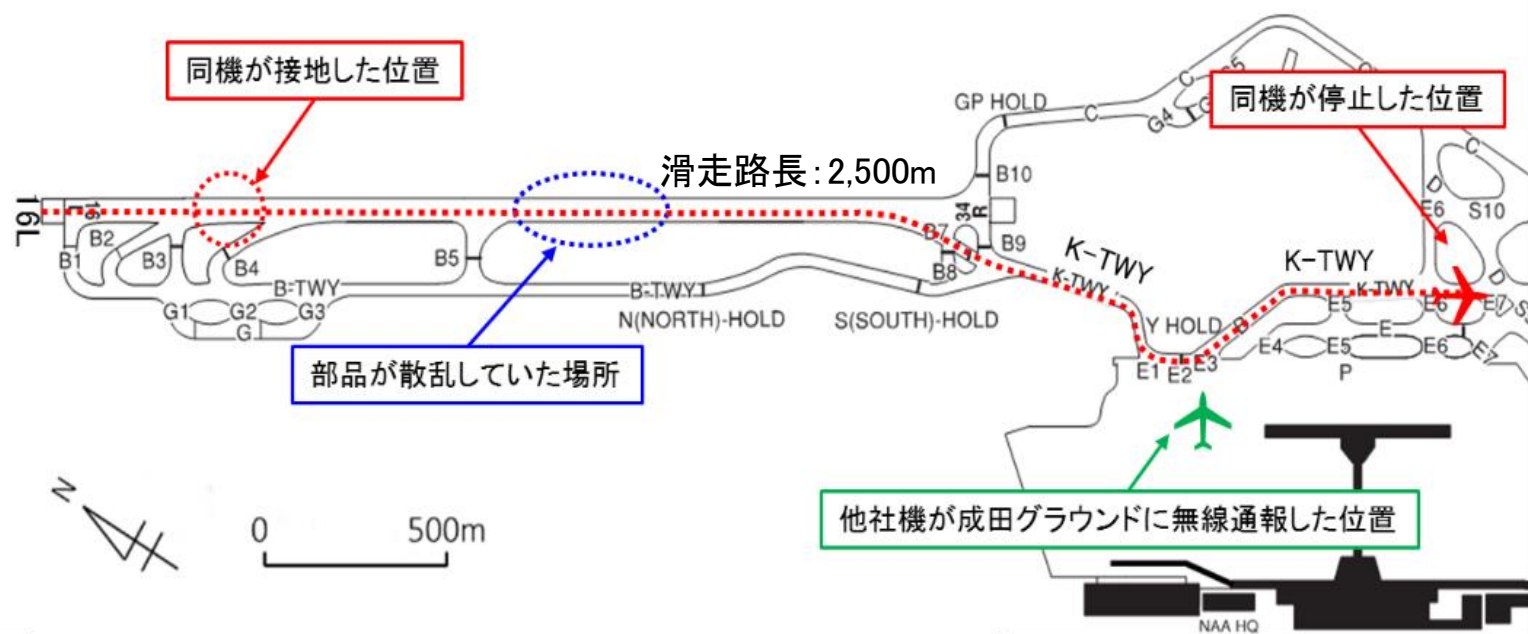 同機が接地した位置
滑走路長：2,500m
GP HOLD
C
G4
G5
C
C
同機が停止した位置
C
D
E6
S10
D
16L
16
L
B10
34
R
B1
B2
B3
B4
B5
B7
B8
B9
B-TWY
B-TWY
G1
G2
G3
G
N(NORTH)-HOLD
S(SOUTH)-HOLD
K-TWY
K-TWY
K-TWY
K-TWY
Y HOLD
B
E1
E2
E3
E4
E5
E
E5
E6
E7
E6
E7
P
部品が散乱していた場所
他社機が成田グラウンドに無線通報した位置
N
0
500m
NAA HQ